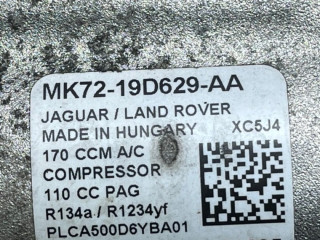 MK72-19D629-AA
JAGUAR / LAND ROVER
MADE IN HUNGARY XC5J4
170 CCM A/C
COMPRESSOR
110 CC PAG
R134a / R1234yf
PLCA500D6YBA01